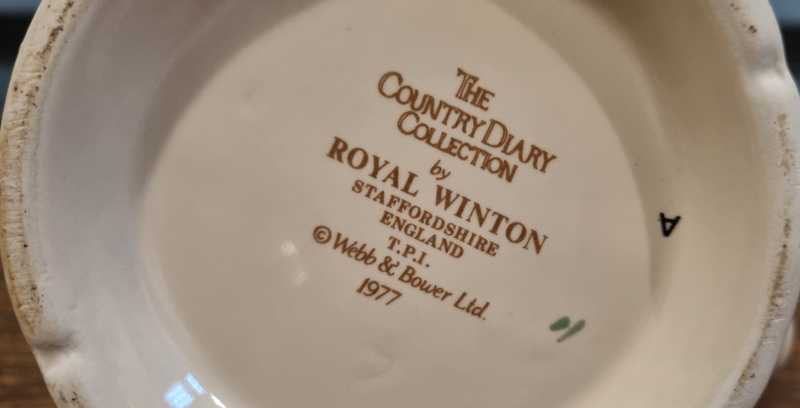 THE
COUNTRY DIARY
COLLECTION
by
ROYAL WINTON
STAFFORDSHIRE
ENGLAND
T.P.I.
© Webb & Bower Ltd.
1977
A